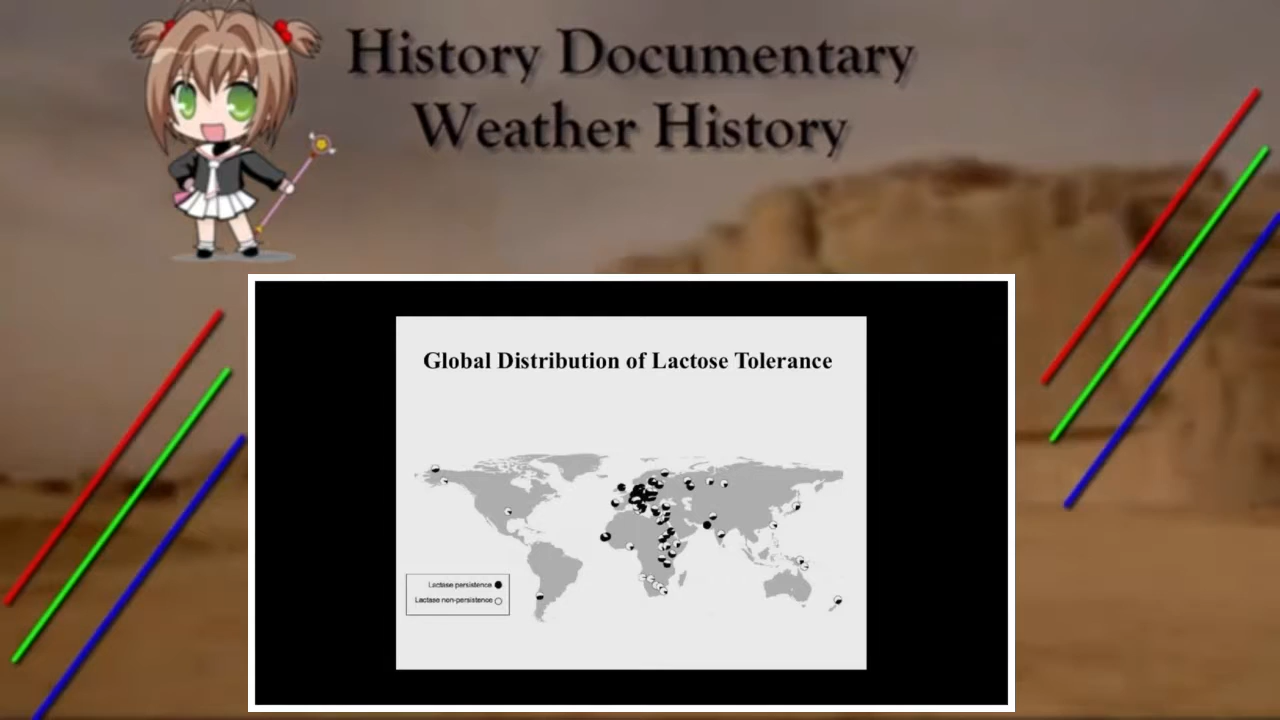 History Documentary
Weather History
Global Distribution of Lactose Tolerance
Lactase persistence
Lactase non-persistence